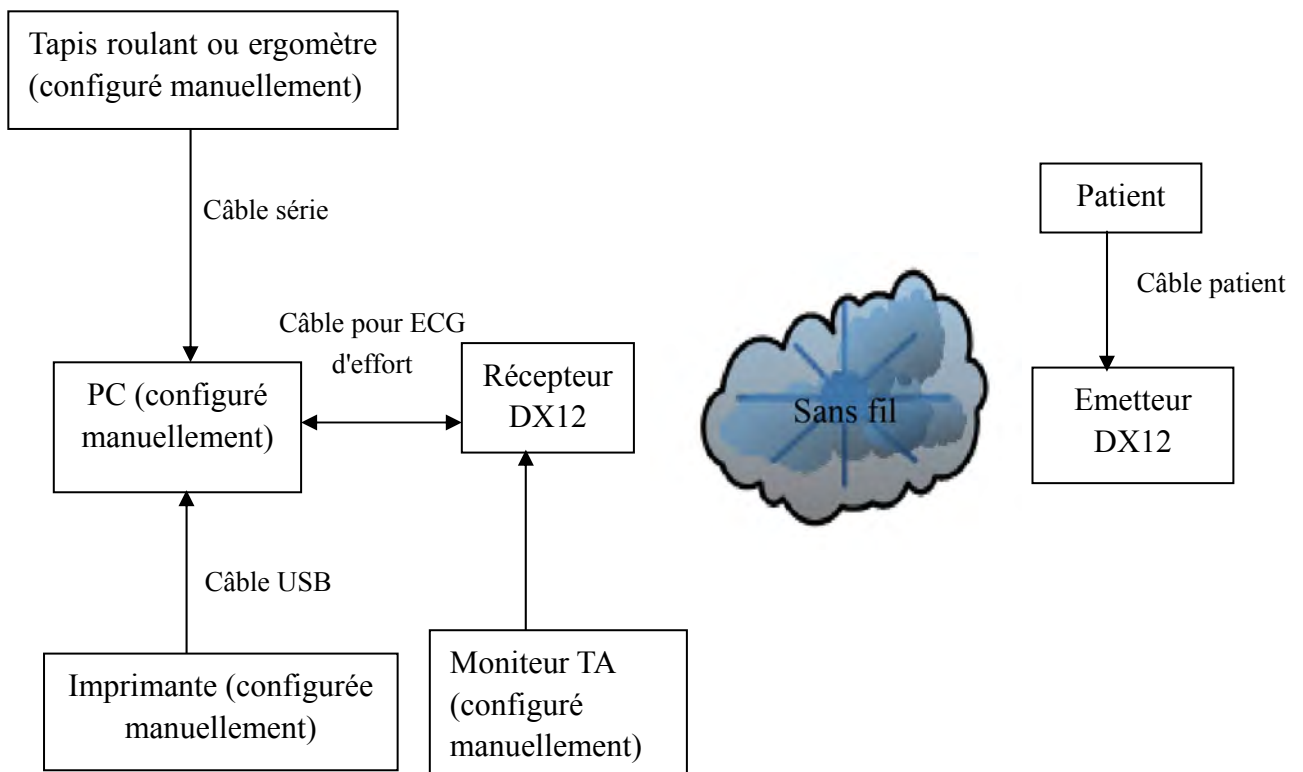 Tapis roulant ou ergomètre
(configuré manuellement)
Câble série
Patient
Câble patient
Câble pour ECG
d'effort
PC (configuré
manuellement)
Récepteur
DX12
Sans fil
Emetteur
DX12
Câble USB
Imprimante (configurée
manuellement)
Moniteur TA
(configuré
manuellement)